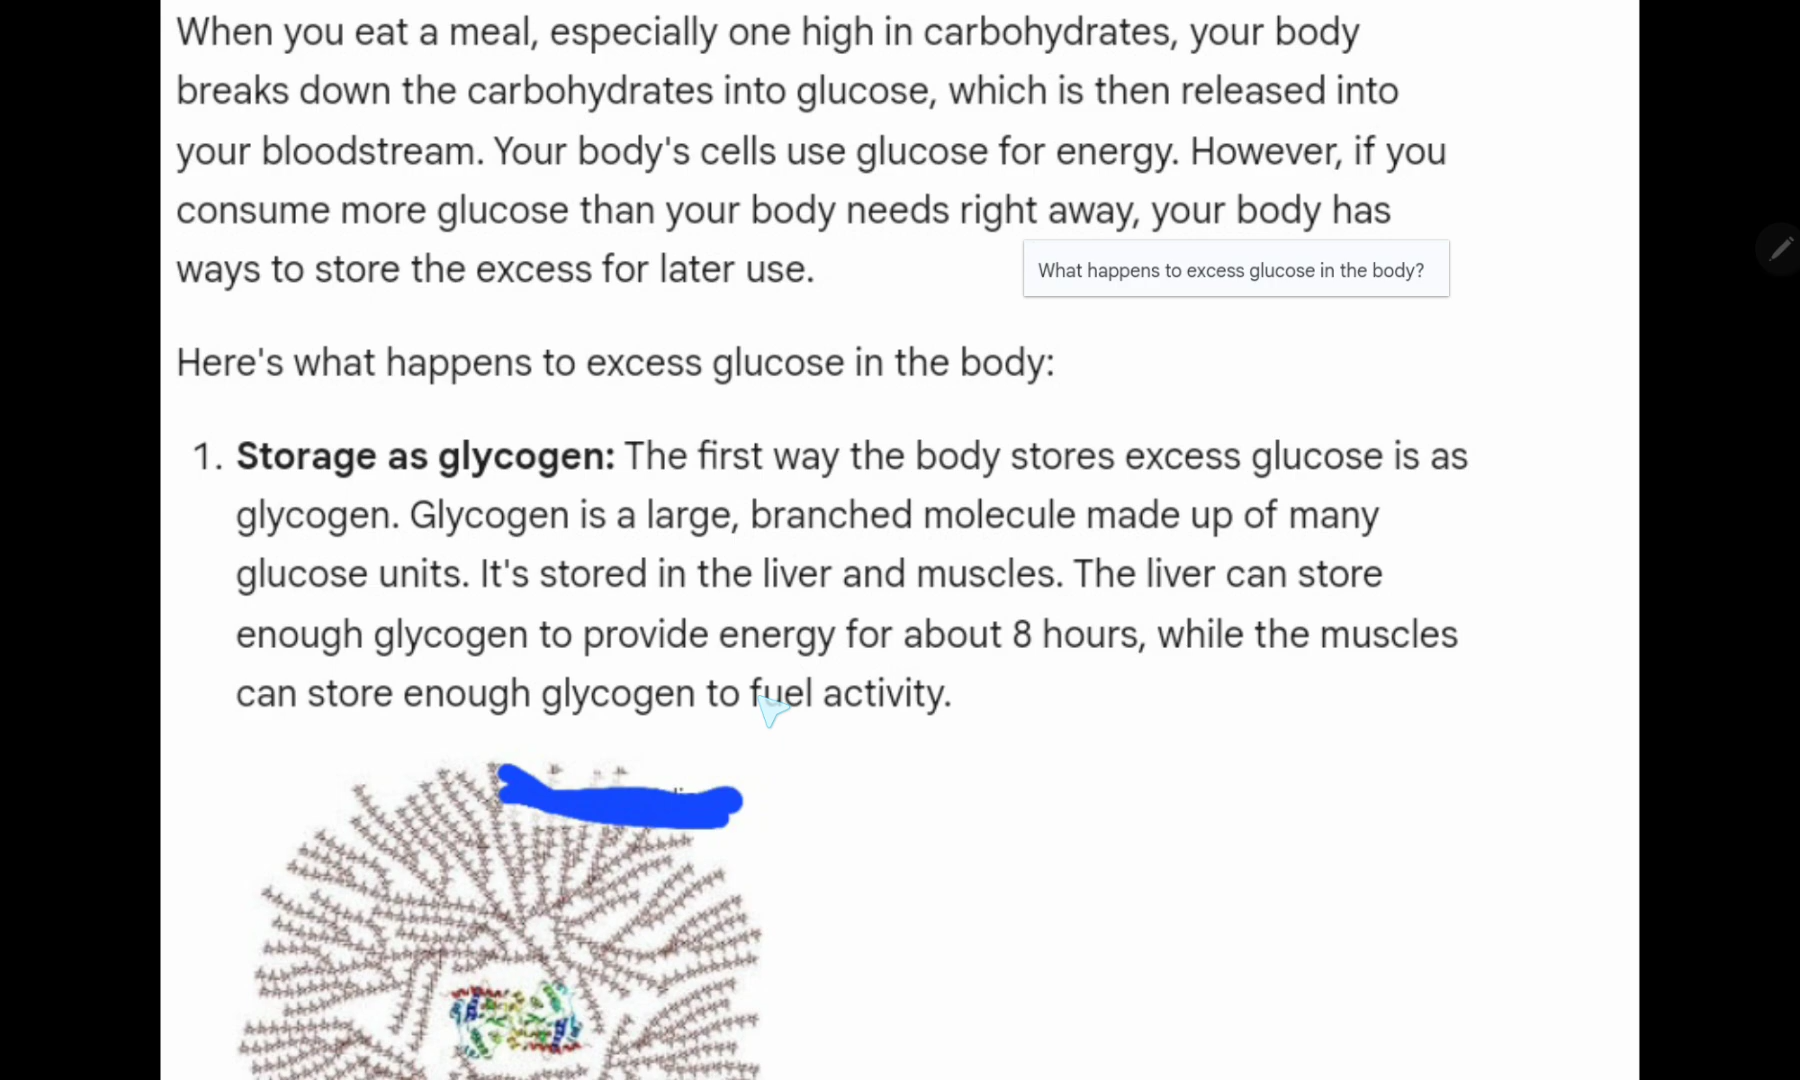 When you eat a meal, especially one high in carbohydrates, your body
breaks down the carbohydrates into glucose, which is then released into
your bloodstream. Your body's cells use glucose for energy. However, if you
consume more glucose than your body needs right away, your body has
ways to store the excess for later use.
What happens to excess glucose in the body?
Here's what happens to excess glucose in the body:
1. Storage as glycogen: The first way the body stores excess glucose is as
glycogen. Glycogen is a large, branched molecule made up of many
glucose units. It's stored in the liver and muscles. The liver can store
enough glycogen to provide energy for about 8 hours, while the muscles
can store enough glycogen to fuel activity.